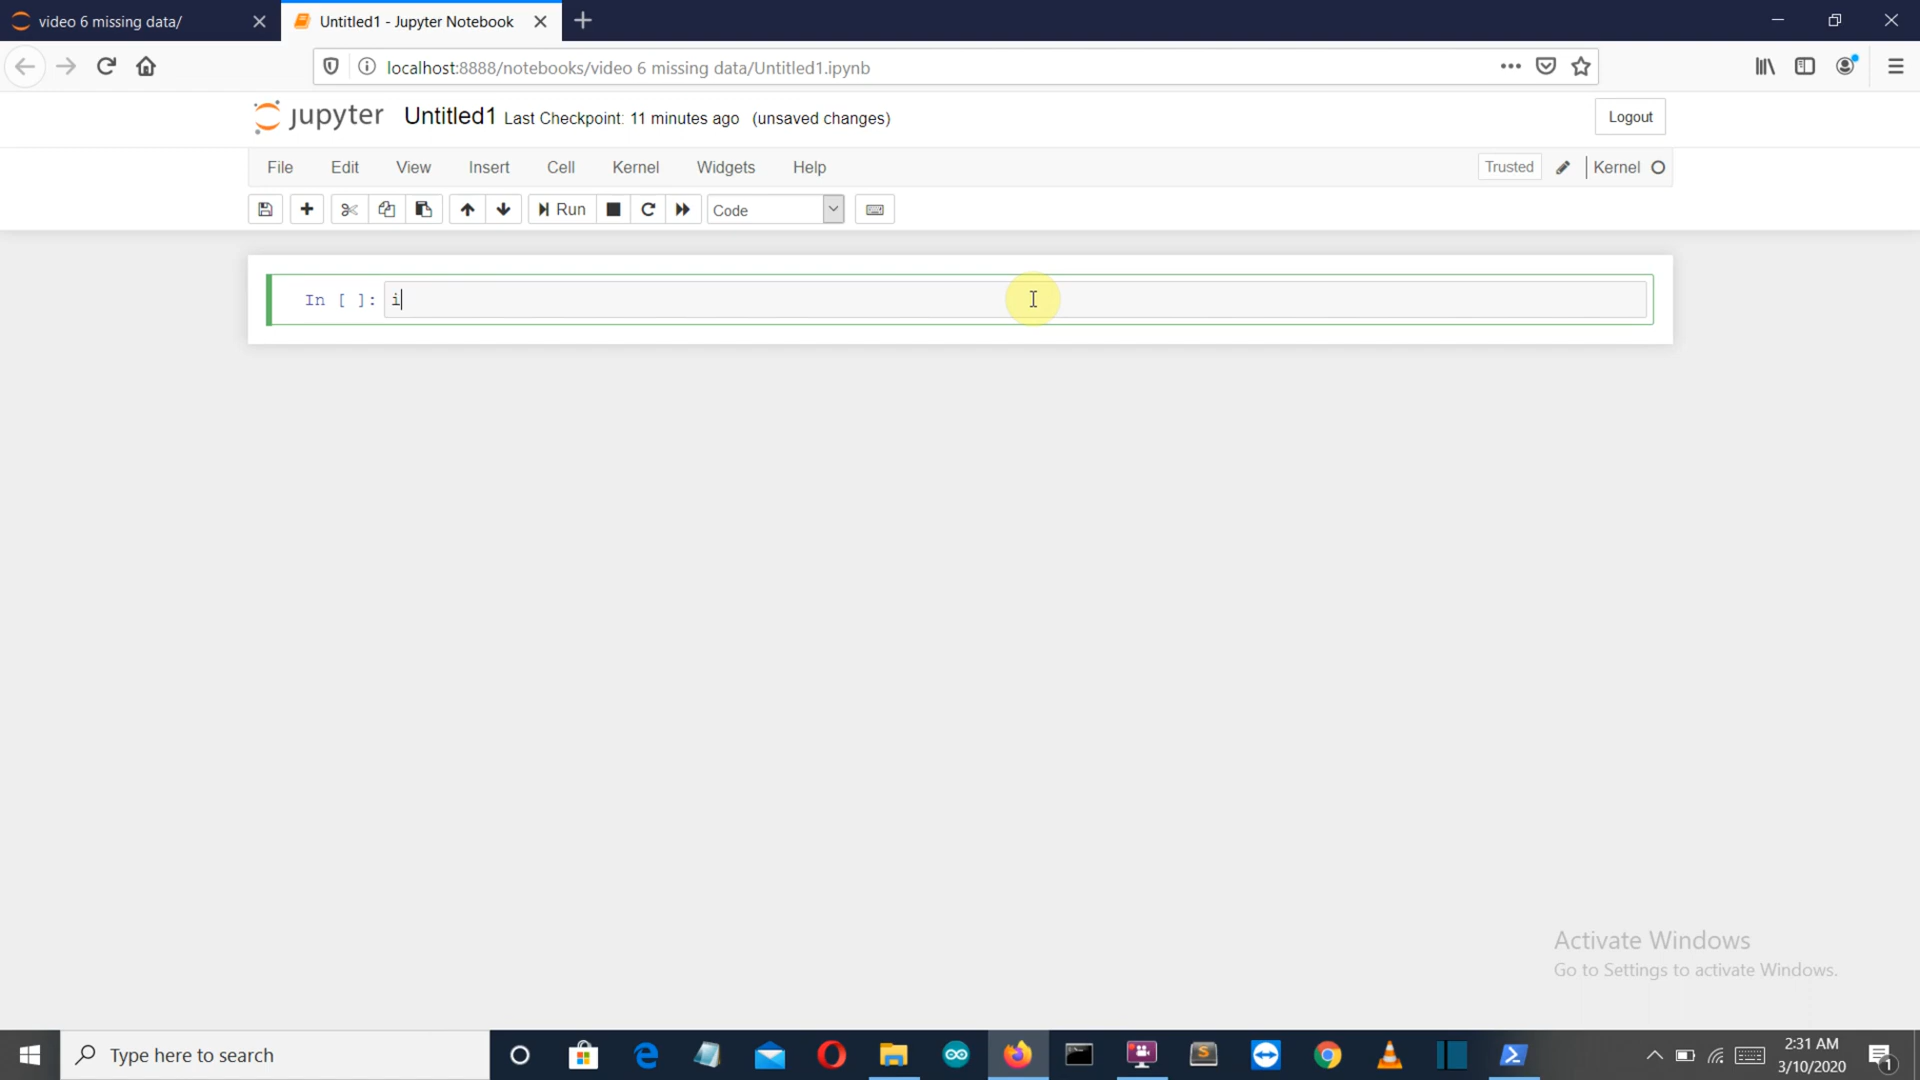 video 6 missing data/
Untitled1 - Jupyter Notebook
localhost:8888/notebooks/video 6 missing data/Untitled1.ipynb
jupyter Untitled1 Last Checkpoint: 11 minutes ago (unsaved changes)
Logout
File Edit View Insert Cell Kernel Widgets Help
Trusted Kernel
Run Code
In [ ]: i
Activate Windows
Go to Settings to activate Windows.
Type here to search
2:31 AM
3/10/2020
1